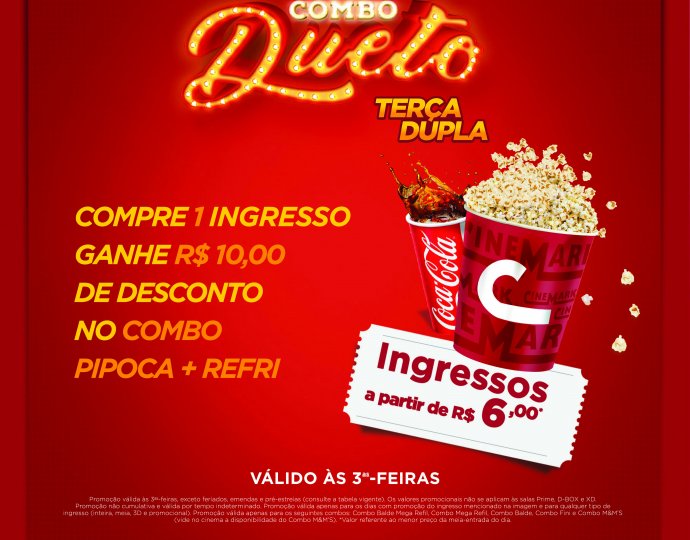 COMBO
Dueto
TERÇA
DUPLA
COMPRE 1 INGRESSO
GANHE R$ 10,00
DE DESCONTO
NO COMBO
PIPOCA + REFRI
Coca-Cola
CINEMARK
Ingressos
a partir de R$ 6,00*
VÁLIDO ÀS 3ªˢ-FEIRAS
Promoção válida às 3ªˢ-feiras, exceto feriados, emendas e pré-estreias (consulte a tabela vigente). Os valores promocionais não se aplicam às salas Prime, D-BOX e XD.
Promoção não cumulativa e válida por tempo indeterminado. Promoção válida apenas para os dias com promoção do ingresso mencionado na imagem e para qualquer tipo de
ingresso (inteira, meia, 3D e promocional). Promoção válida apenas para os seguintes combos: Combo Balde Mega Refil, Combo Mega Refil, Combo Balde, Combo Fini e Combo M&M'S
(vide no cinema a disponibilidade do Combo M&M'S). *Valor referente ao menor preço da meia-entrada do dia.